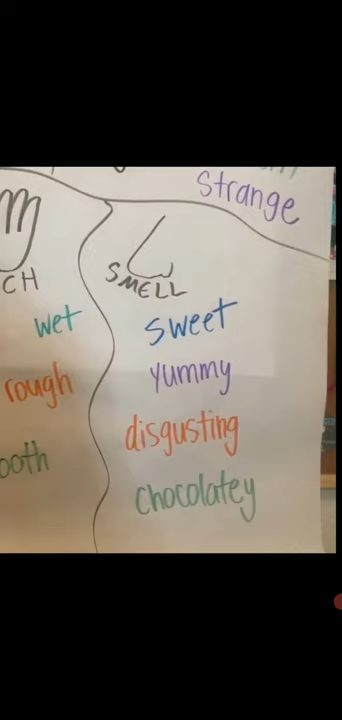 strange
CH
wet
rough
ooth
SMELL
sweet
yummy
disgusting
chocolatey